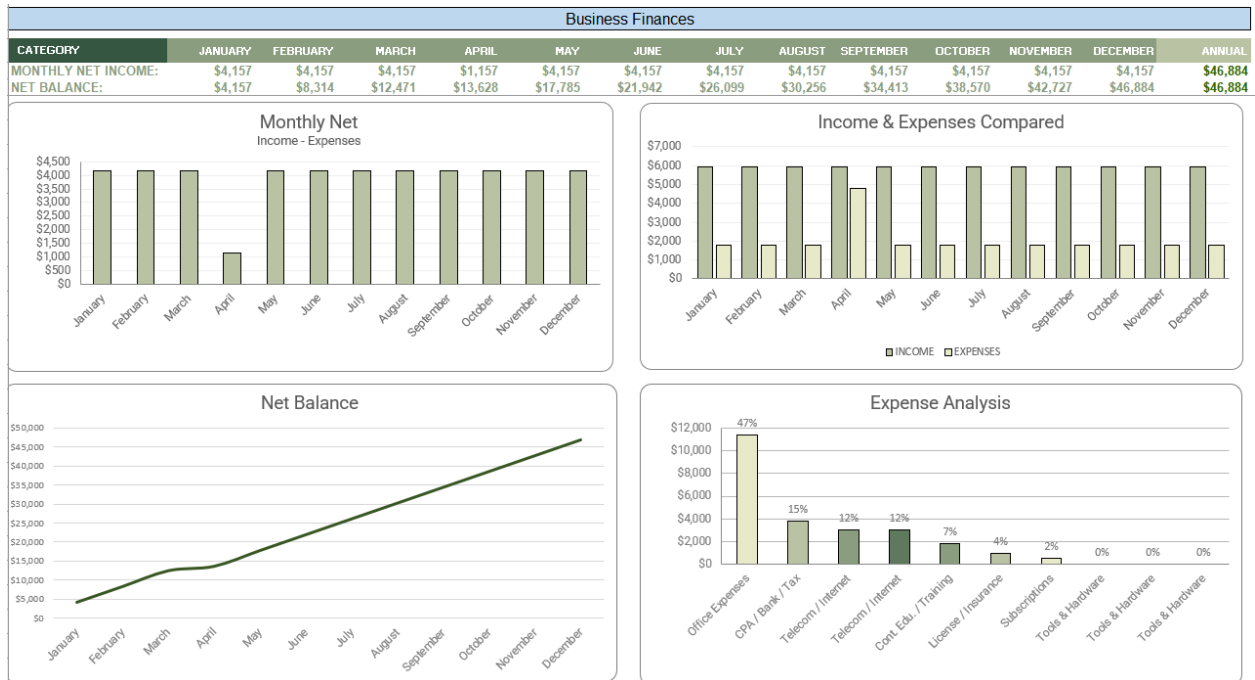 Business Finances
CATEGORY JANUARY FEBRUARY MARCH APRIL MAY JUNE JULY AUGUST SEPTEMBER OCTOBER NOVEMBER DECEMBER ANNUAL
MONTHLY NET INCOME: $4,157 $4,157 $4,157 $1,157 $4,157 $4,157 $4,157 $4,157 $4,157 $4,157 $4,157 $4,157 $46,884
NET BALANCE: $4,157 $8,314 $12,471 $13,628 $17,785 $21,942 $26,099 $30,256 $34,413 $38,570 $42,727 $46,884 $46,884
Monthly Net
Income - Expenses
$4,500
$4,000
$3,500
$3,000
$2,500
$2,000
$1,500
$1,000
$500
$0
January February March April May June July August September October November December
Income & Expenses Compared
$7,000
$6,000
$5,000
$4,000
$3,000
$2,000
$1,000
$0
January February March April May June July August September October November December
INCOME EXPENSES
Net Balance
$50,000
$45,000
$40,000
$35,000
$30,000
$25,000
$20,000
$15,000
$10,000
$5,000
$0
January February March April May June July August September October November December
Expense Analysis
$12,000
$10,000
$8,000
$6,000
$4,000
$2,000
$0
47% 15% 12% 12% 7% 4% 2% 0% 0% 0%
Office Expenses
CPA / Bank / Tax
Telecom / Internet
Telecom / Internet
Cont. Edu. / Training
License / Insurance
Subscriptions
Tools & Hardware
Tools & Hardware
Tools & Hardware